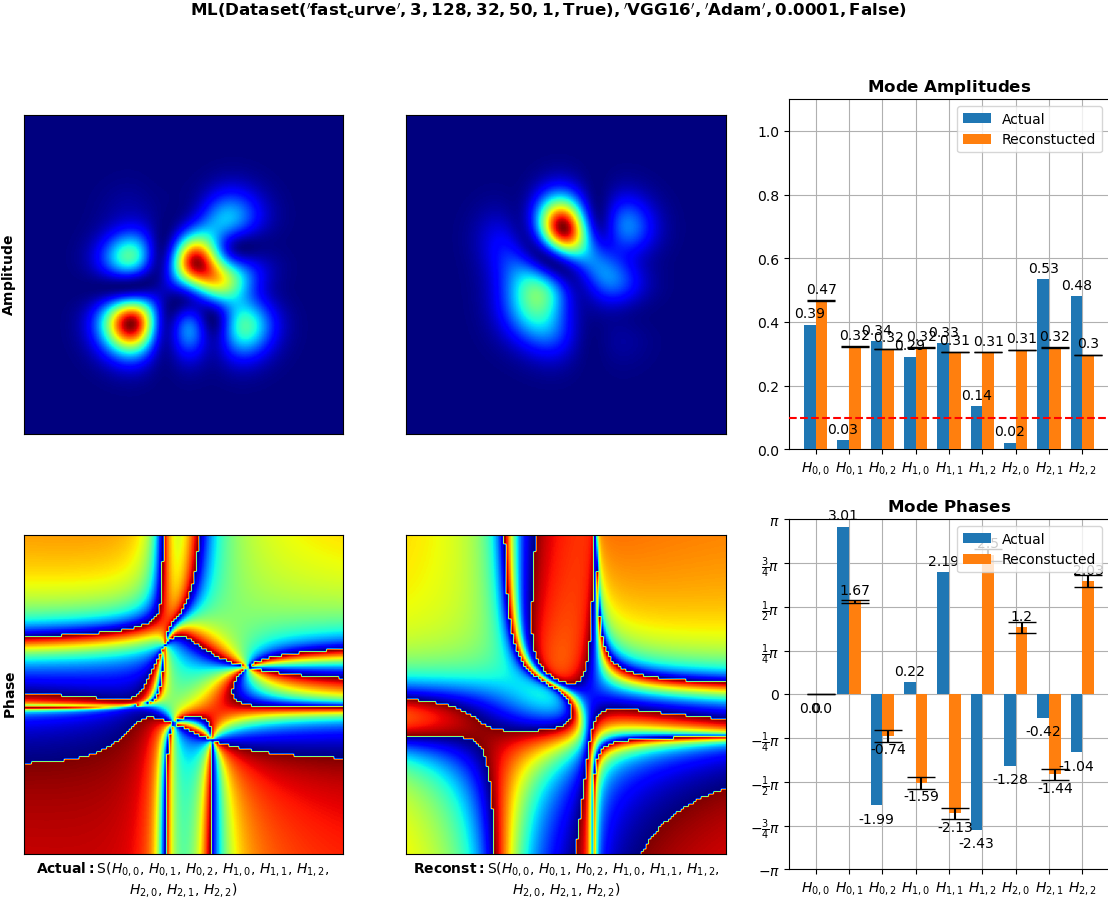 ML(Dataset('fast_curve', 3, 128, 32, 50, 1, True), 'VGG16', 'Adam', 0.0001, False)
Amplitude
Mode Amplitudes
Actual
Reconstucted
1.0
0.8
0.6
0.4
0.2
0.0
0.39 0.47 0.03 0.32 0.34 0.32 0.29 0.32 0.33 0.31 0.14 0.31 0.02 0.31 0.53 0.32 0.48 0.3
H0,0 H0,1 H0,2 H1,0 H1,1 H1,2 H2,0 H2,1 H2,2
Phase
Mode Phases
Actual
Reconstucted
π
3/4π
1/2π
1/4π
0
−1/4π
−1/2π
−3/4π
−π
0.0 0.0 3.01 1.67 -1.99 -0.74 0.22 -1.59 2.19 -2.13 -2.43 2.5 -1.28 1.2 -0.42 -1.44 -1.04 2.03
H0,0 H0,1 H0,2 H1,0 H1,1 H1,2 H2,0 H2,1 H2,2
Actual: S(H0,0, H0,1, H0,2, H1,0, H1,1, H1,2,
H2,0, H2,1, H2,2)
Reconst: S(H0,0, H0,1, H0,2, H1,0, H1,1, H1,2,
H2,0, H2,1, H2,2)